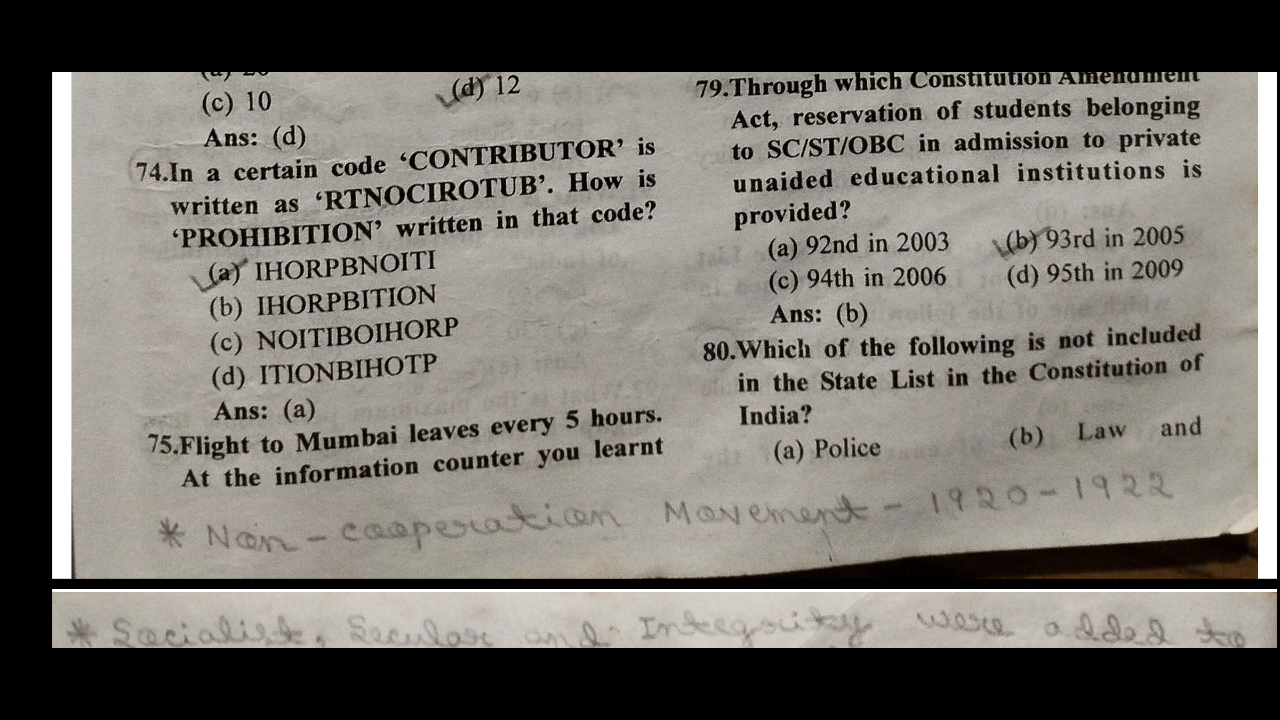 (c) 10
(d) 12
Ans: (d)
74.In a certain code ‘CONTRIBUTOR’ is
written as ‘RTNOCIROTUB’. How is
‘PROHIBITION’ written in that code?
(a) IHORPBNOITI
(b) IHORPBITION
(c) NOITIBOIHORP
(d) ITIONBIHOTP
Ans: (a)
75.Flight to Mumbai leaves every 5 hours.
At the information counter you learnt
79.Through which Constitution Amendment
Act, reservation of students belonging
to SC/ST/OBC in admission to private
unaided educational institutions is
provided?
(a) 92nd in 2003 (b) 93rd in 2005
(c) 94th in 2006 (d) 95th in 2009
Ans: (b)
80.Which of the following is not included
in the State List in the Constitution of
India?
(a) Police (b) Law and
* Non-cooperation Movement - 1920-1922
* Socialist, Secular and Integrity were added to